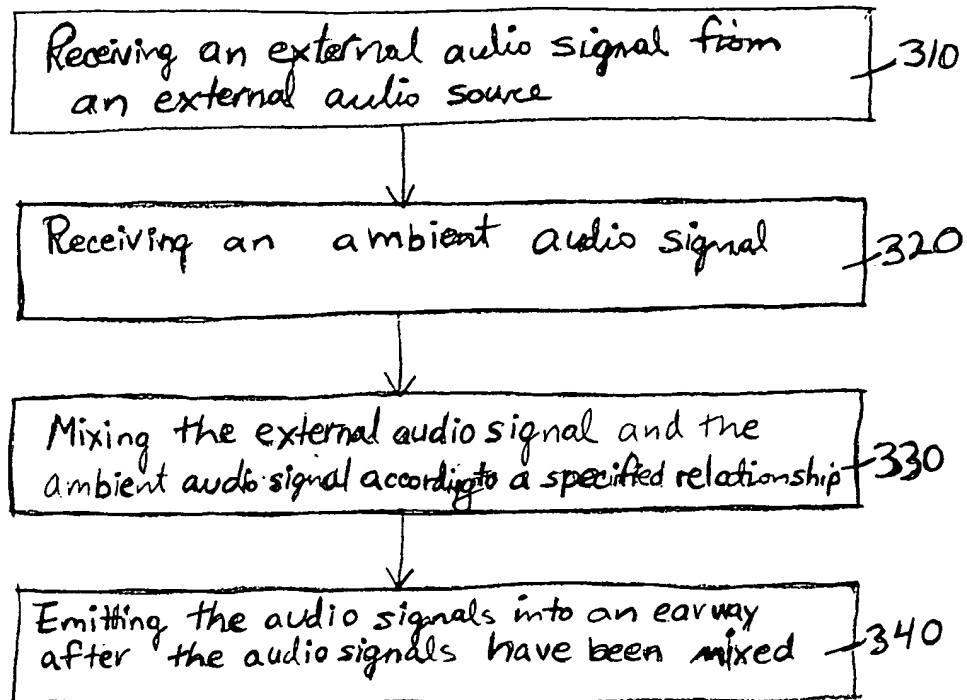 Receiving an external audio signal from
an external audio source
310
Receiving an ambient audio signal
320
Mixing the external audio signal and the
ambient audio signal according to a specified relationship
330
Emitting the audio signals into an earway
after the audio signals have been mixed
340